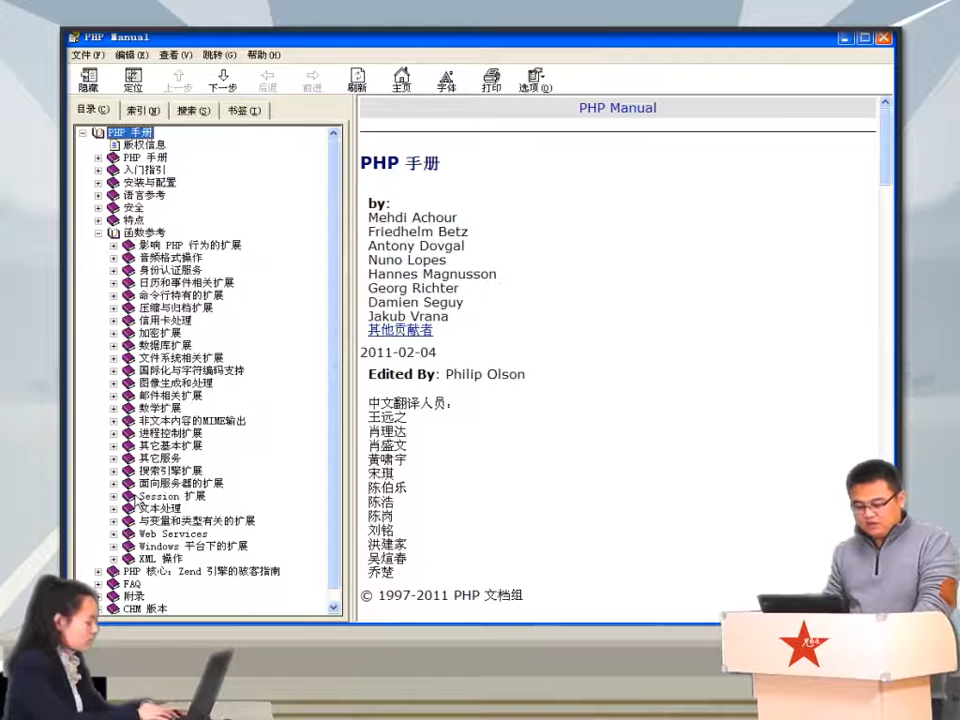 PHP Manual
文件(F) 编辑(E) 查看(V) 跳转(G) 帮助(H)
隐藏 定位 上一步 下一步 后退 前进 刷新 主页 字体 打印 选项(O)
目录(C) 索引(N) 搜索(S) 书签(I)
PHP 手册
版权信息
PHP 手册
入门指引
安装与配置
语言参考
安全
特点
函数参考
影响 PHP 行为的扩展
音频格式操作
身份认证服务
日历和事件相关扩展
命令行特有的扩展
压缩与归档扩展
信用卡处理
加密扩展
数据库扩展
文件系统相关扩展
国际化与字符编码支持
图像生成和处理
邮件相关扩展
数学扩展
非文本内容的MIME输出
进程控制扩展
其它基本扩展
其它服务
搜索引擎扩展
面向服务器的扩展
Session 扩展
文本处理
与变量和类型有关的扩展
Web Services
Windows 平台下的扩展
XML 操作
PHP 核心：Zend 引擎的骇客指南
FAQ
附录
CHM 版本
PHP Manual
PHP 手册
by:
Mehdi Achour
Friedhelm Betz
Antony Dovgal
Nuno Lopes
Hannes Magnusson
Georg Richter
Damien Seguy
Jakub Vrana
其他贡献者
2011-02-04
Edited By: Philip Olson
中文翻译人员：
王远之
肖理达
肖盛文
黄啸宇
宋琪
陈伯乐
陈浩
陈岗
刘铭
洪建家
吴煊春
乔楚
© 1997-2011 PHP 文档组